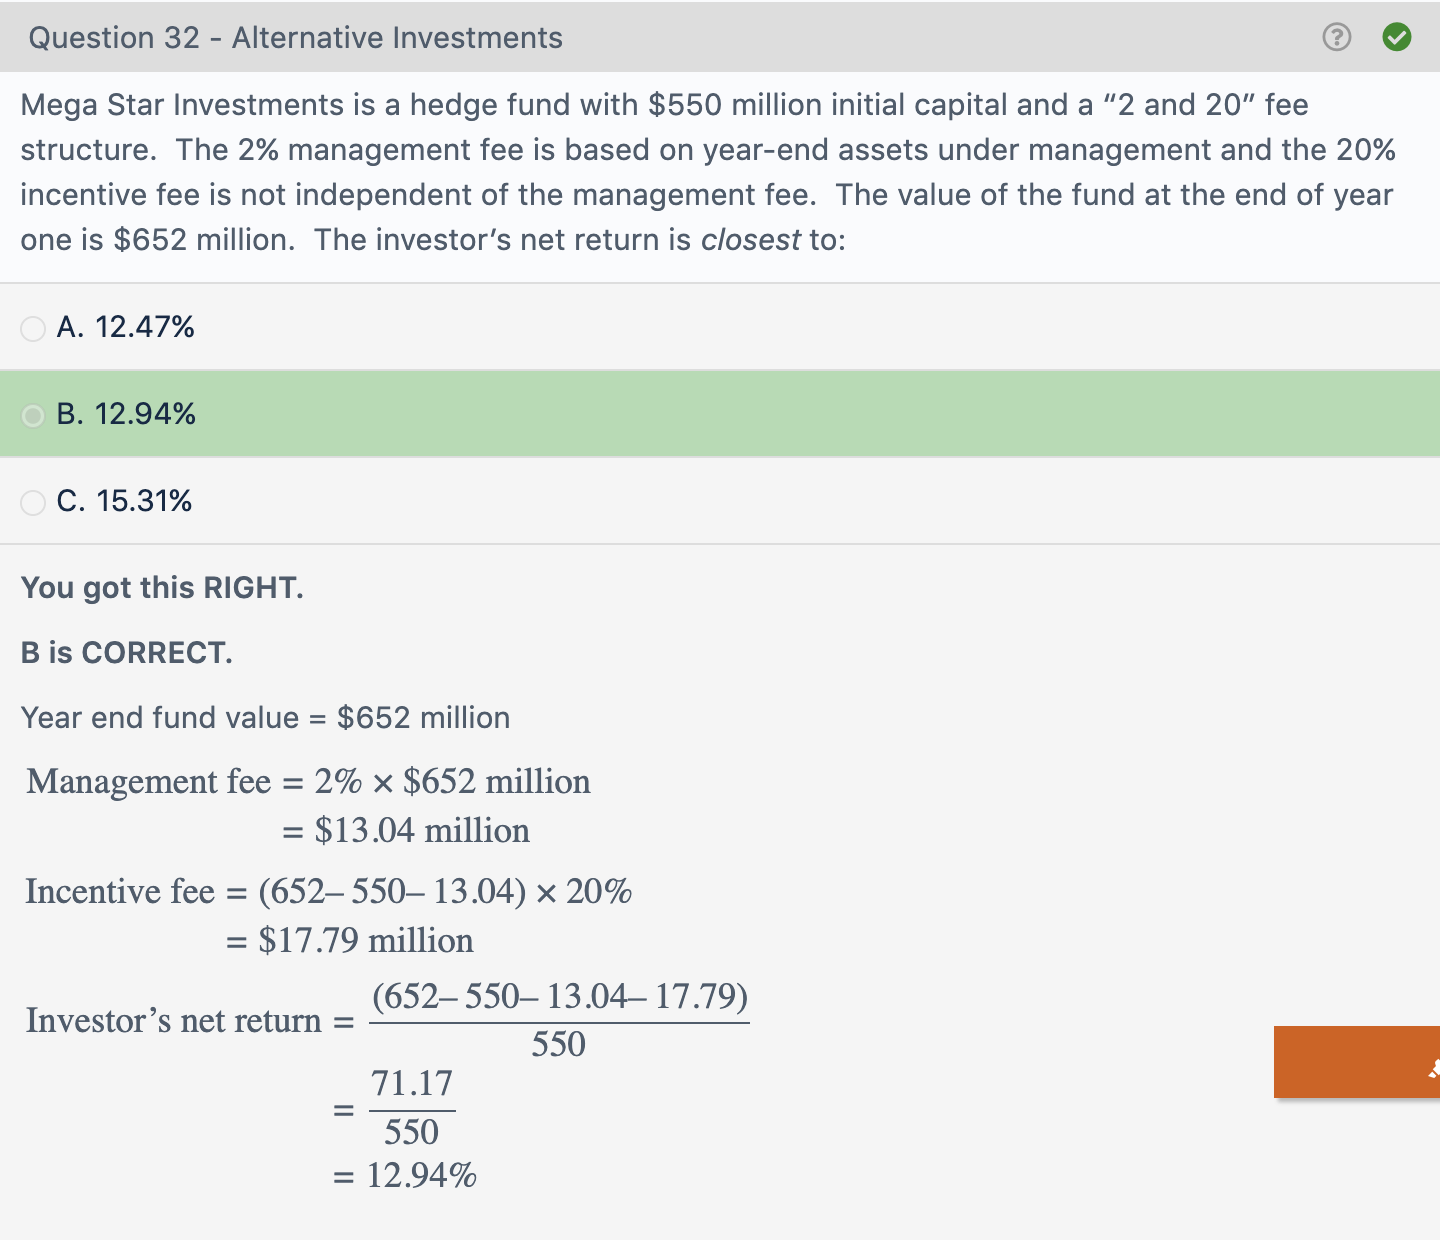 Question 32 - Alternative Investments
Mega Star Investments is a hedge fund with $550 million initial capital and a “2 and 20” fee
structure.  The 2% management fee is based on year-end assets under management and the 20%
incentive fee is not independent of the management fee.  The value of the fund at the end of year
one is $652 million.  The investor’s net return is closest to:
A. 12.47%
B. 12.94%
C. 15.31%
You got this RIGHT.
B is CORRECT.
Year end fund value = $652 million
Management fee = 2% × $652 million
= $13.04 million
Incentive fee = (652– 550– 13.04) × 20%
= $17.79 million
Investor’s net return = (652– 550– 13.04– 17.79)
550
= 71.17
550
= 12.94%